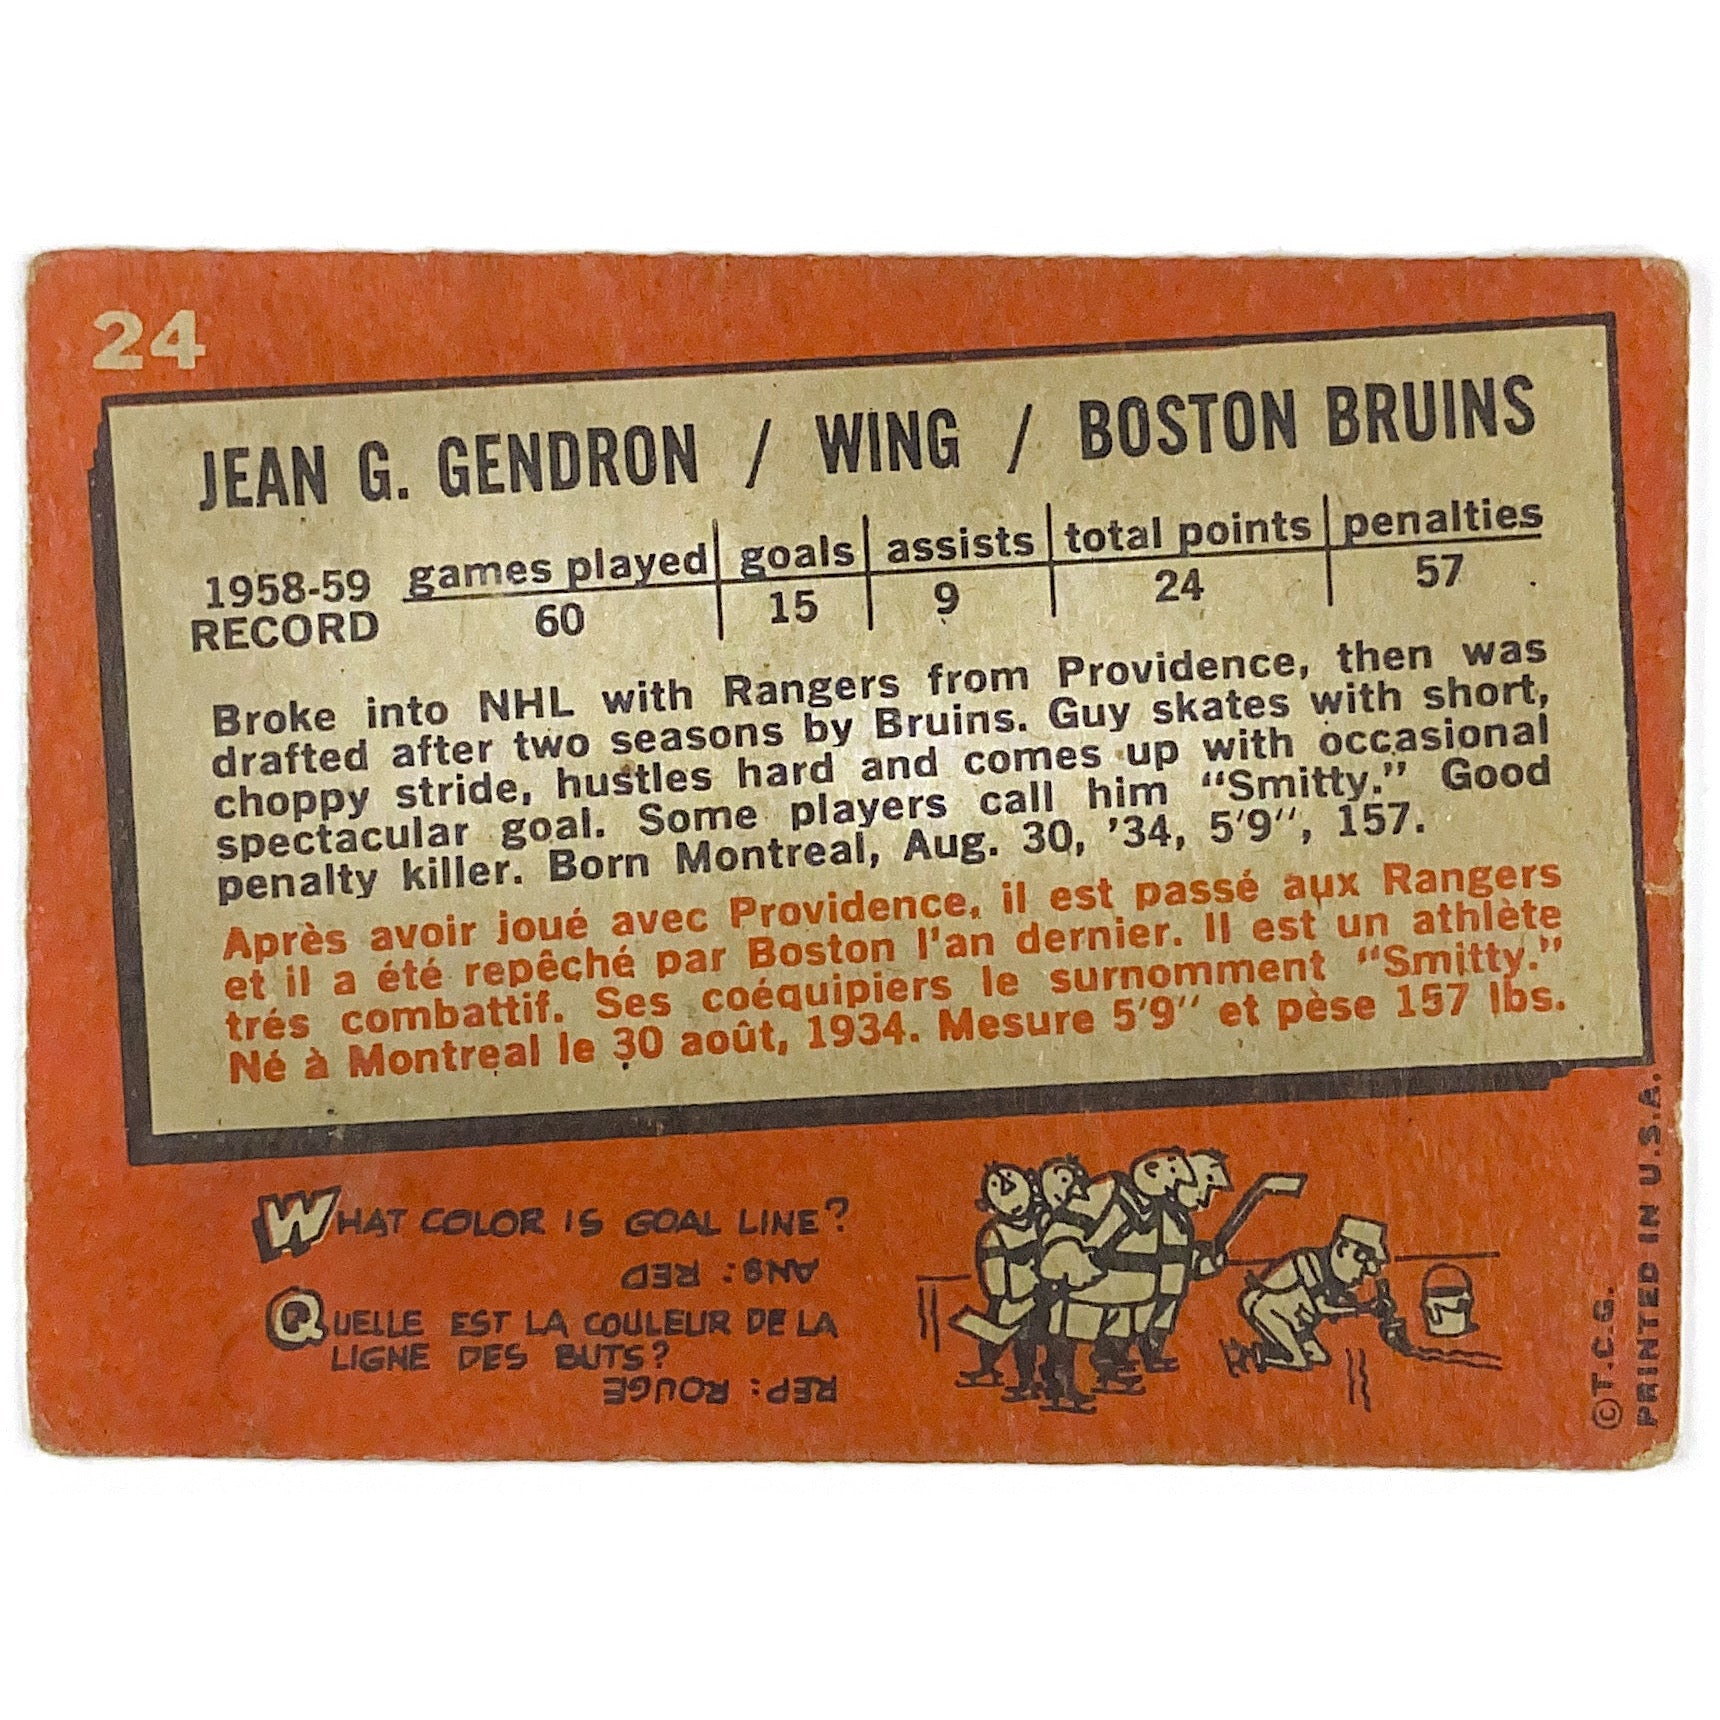 24
JEAN G. GENDRON / WING / BOSTON BRUINS
1958-59 RECORD games played goals assists total points penalties
60 15 9 24 57
Broke into NHL with Rangers from Providence, then was
drafted after two seasons by Bruins. Guy skates with short,
choppy stride, hustles hard and comes up with occasional
spectacular goal. Some players call him "Smitty." Good
penalty killer. Born Montreal, Aug. 30, '34, 5'9", 157.
Après avoir joué avec Providence, il est passé aux Rangers
et il a été repêché par Boston l'an dernier. Il est un athlète
trés combattif. Ses coéquipiers le surnomment "Smitty."
Né à Montreal le 30 août, 1934. Mesure 5'9" et pèse 157 lbs.
WHAT COLOR IS GOAL LINE?
ANS: RED
QUELLE EST LA COULEUR DE LA
LIGNE DES BUTS?
REP: ROUGE
©T.C.G.
PRINTED IN U.S.A.